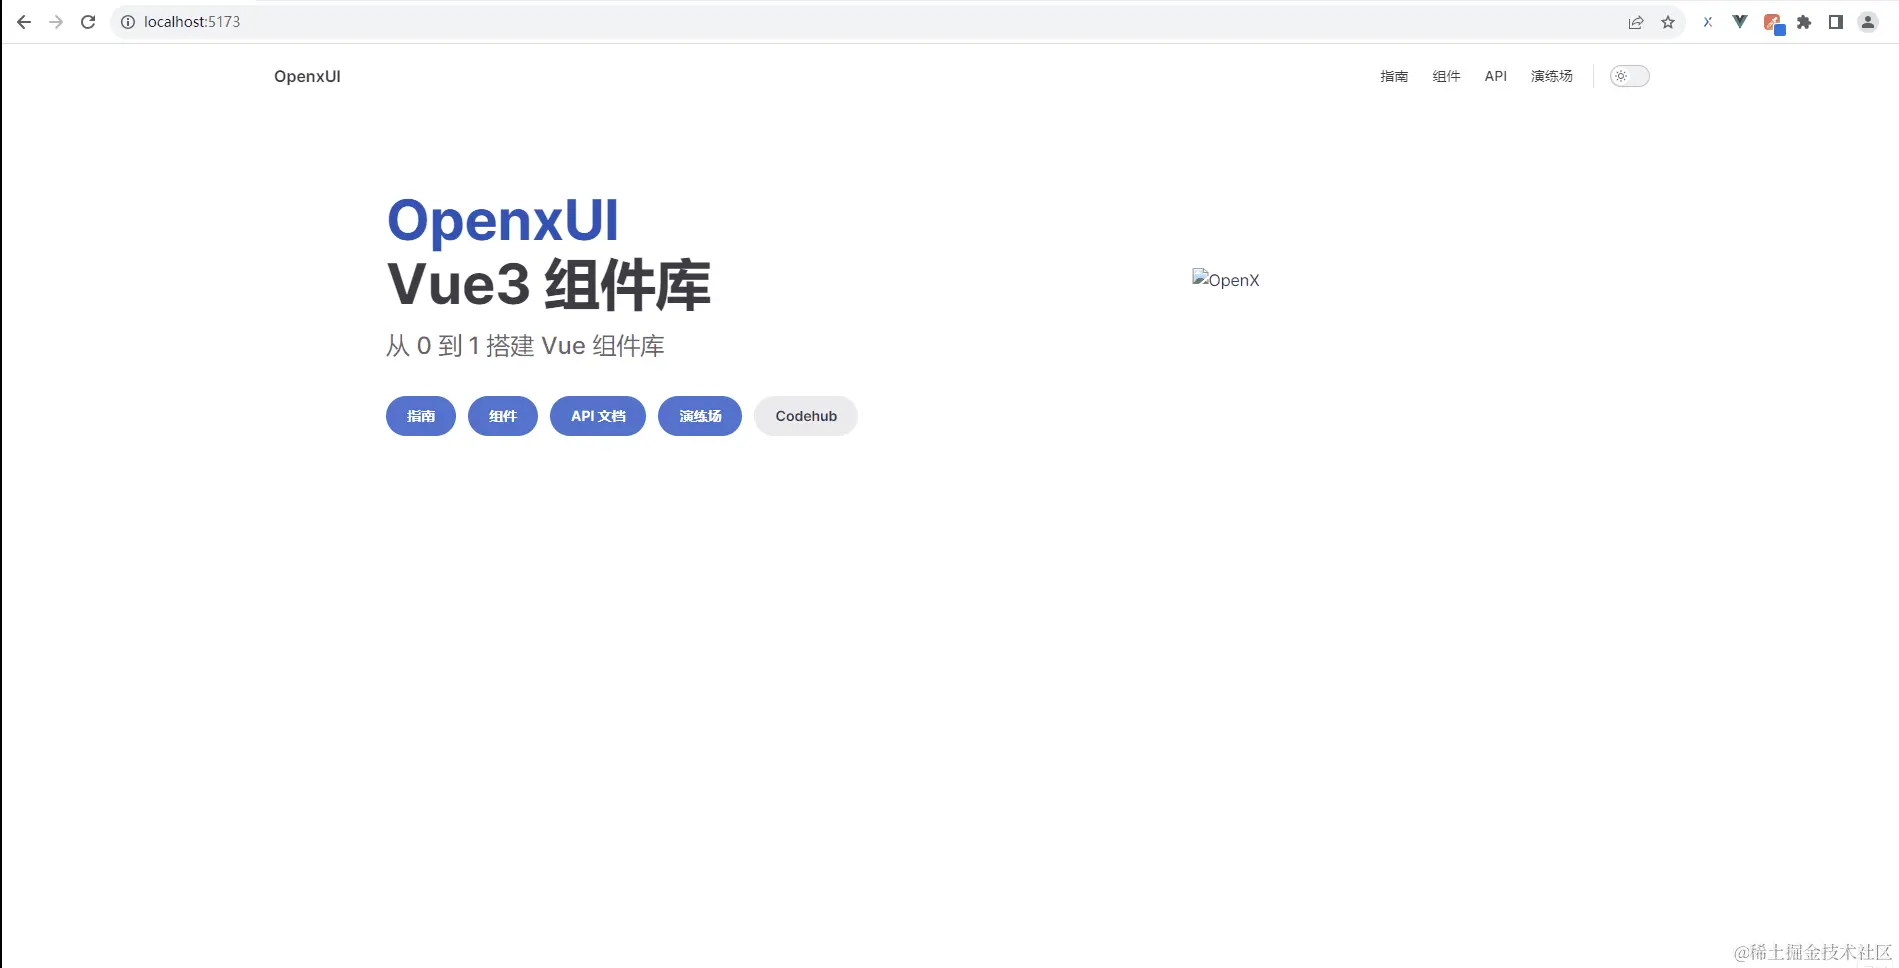 localhost:5173
OpenxUI
指南 组件 API 演练场
OpenxUI
Vue3 组件库
从 0 到 1 搭建 Vue 组件库
OpenX
指南 组件 API 文档 演练场 Codehub
@稀土掘金技术社区